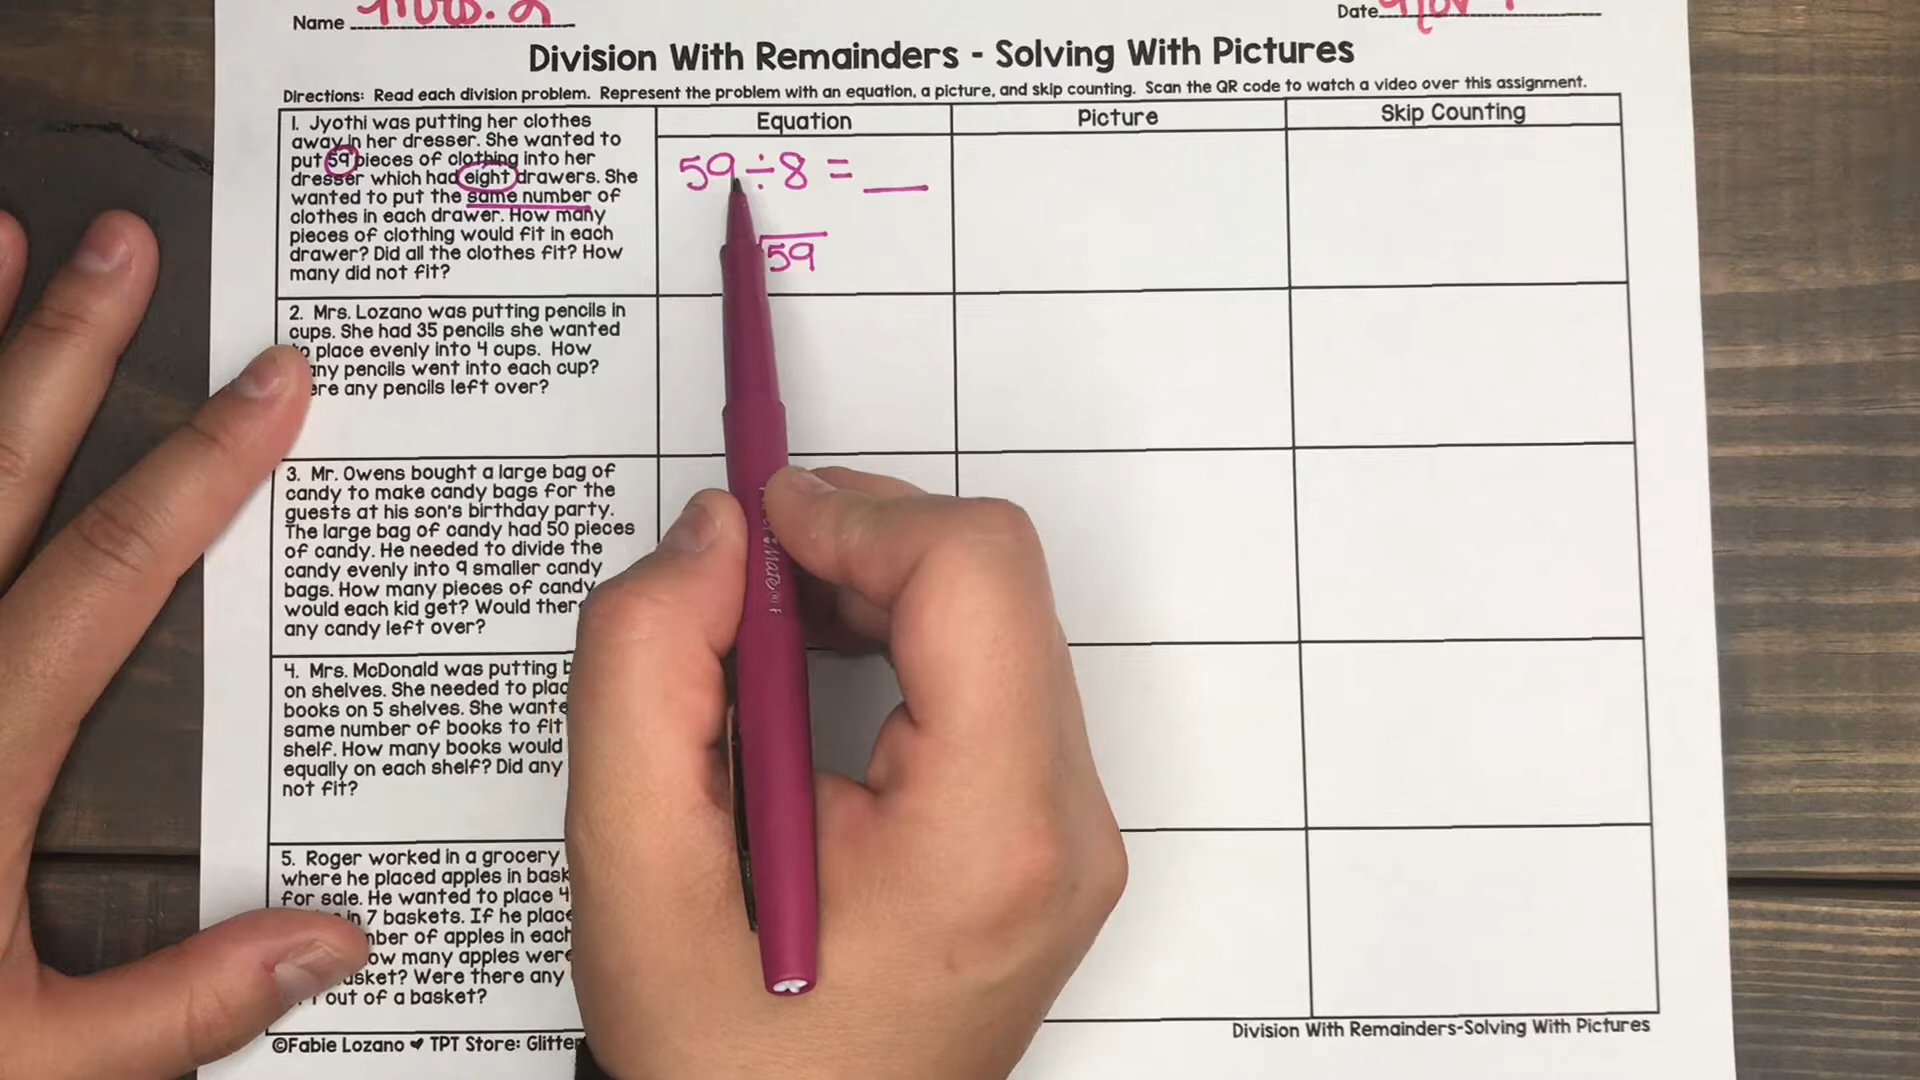 Name Mrs. L
Date Nov
Division With Remainders - Solving With Pictures
Directions: Read each division problem. Represent the problem with an equation, a picture, and skip counting. Scan the QR code to watch a video over this assignment.
Equation Picture Skip Counting
1. Jyothi was putting her clothes
away in her dresser. She wanted to
put 59 pieces of clothing into her
dresser which had eight drawers. She
wanted to put the same number of
clothes in each drawer. How many
pieces of clothing would fit in each
drawer? Did all the clothes fit? How
many did not fit?
59÷8 = __
59
2. Mrs. Lozano was putting pencils in
cups. She had 35 pencils she wanted
to place evenly into 4 cups. How
any pencils went into each cup?
ere any pencils left over?
3. Mr. Owens bought a large bag of
candy to make candy bags for the
guests at his son's birthday party.
The large bag of candy had 50 pieces
of candy. He needed to divide the
candy evenly into 9 smaller candy
bags. How many pieces of candy
would each kid get? Would ther
any candy left over?
4. Mrs. McDonald was putting b
on shelves. She needed to plac
books on 5 shelves. She wante
same number of books to fit
shelf. How many books would
equally on each shelf? Did any
not fit?
5. Roger worked in a grocery
where he placed apples in bask
for sale. He wanted to place 4
in 7 baskets. If he place
mber of apples in each
ow many apples were
asket? Were there any
out of a basket?
©Fabie Lozano ♥ TPT Store: Glitter
Division With Remainders-Solving With Pictures